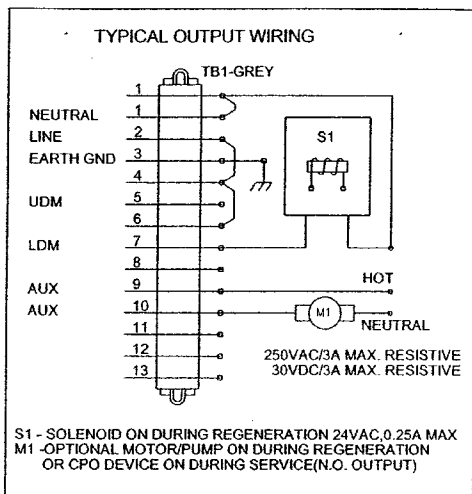 TYPICAL OUTPUT WIRING
TB1-GREY
1
NEUTRAL 1
LINE 2
EARTH GND 3
4
UDM 5
6
LDM 7
8
AUX 9
AUX 10
11
12
13
S1
HOT
M1
NEUTRAL
250VAC/3A MAX. RESISTIVE
30VDC/3A MAX. RESISTIVE
S1 - SOLENOID ON DURING REGENERATION 24VAC,0.25A MAX
M1 -OPTIONAL MOTOR/PUMP ON DURING REGENERATION
OR CPO DEVICE ON DURING SERVICE(N.O. OUTPUT)